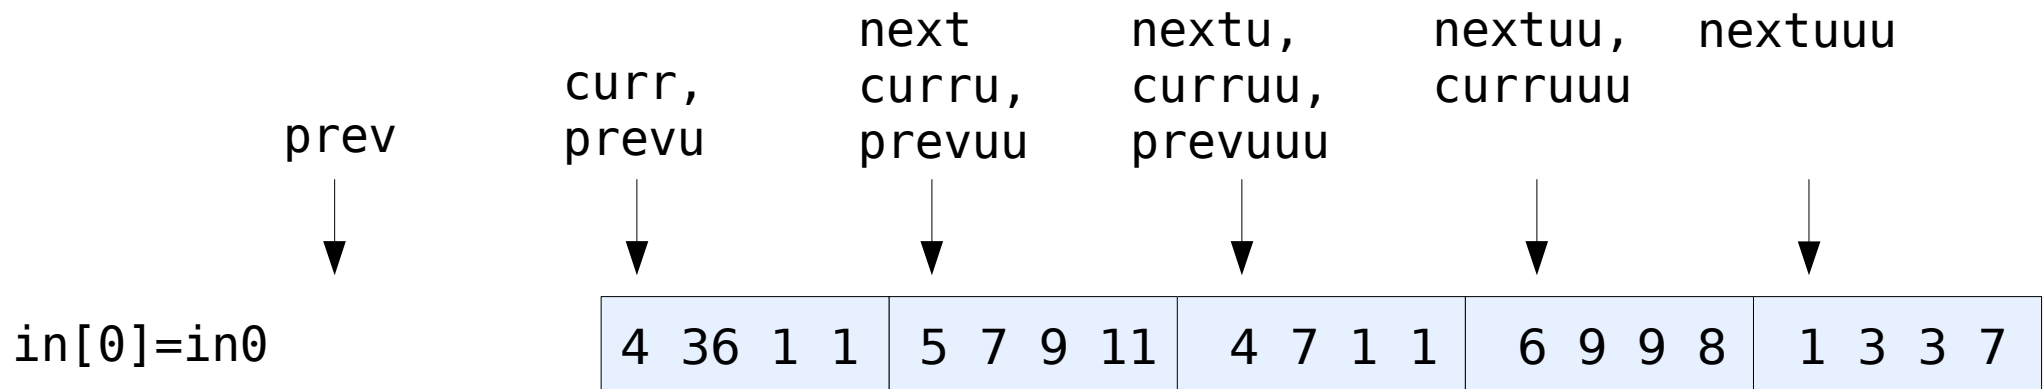 next
nextu,
nextuu,
nextuuu
curr,
curru,
curruu,
curruuu
prev
prevu
prevuu
prevuuu
in[0]=in0
4 36 1 1
5 7 9 11
4 7 1 1
6 9 9 8
1 3 3 7